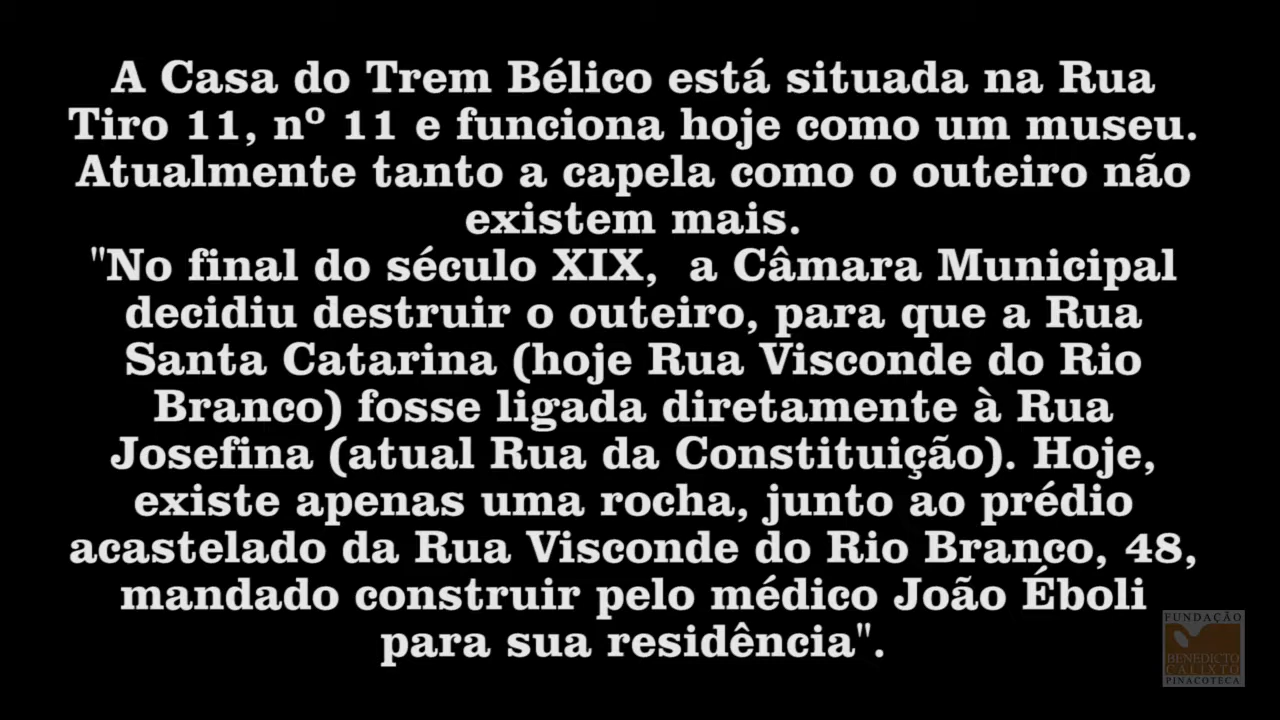 A Casa do Trem Bélico está situada na Rua
Tiro 11, nº 11 e funciona hoje como um museu.
Atualmente tanto a capela como o outeiro não
existem mais.
"No final do século XIX,  a Câmara Municipal
decidiu destruir o outeiro, para que a Rua
Santa Catarina (hoje Rua Visconde do Rio
Branco) fosse ligada diretamente à Rua
Josefina (atual Rua da Constituição). Hoje,
existe apenas uma rocha, junto ao prédio
acastelado da Rua Visconde do Rio Branco, 48,
mandado construir pelo médico João Éboli
para sua residência".
FUNDAÇÃO
BENEDICTO
CALIXTO
PINACOTECA